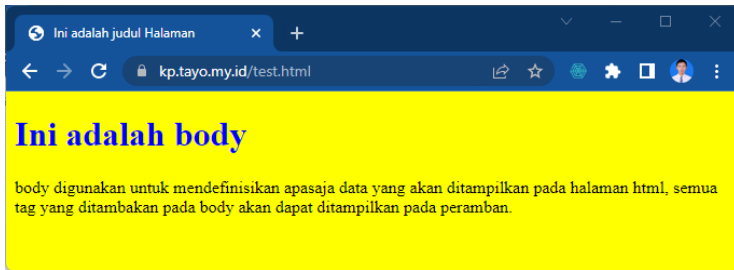 Ini adalah judul Halaman
kp.tayo.my.id/test.html
Ini adalah body
body digunakan untuk mendefinisikan apasaja data yang akan ditampilkan pada halaman html, semua
tag yang ditambakan pada body akan dapat ditampilkan pada peramban.